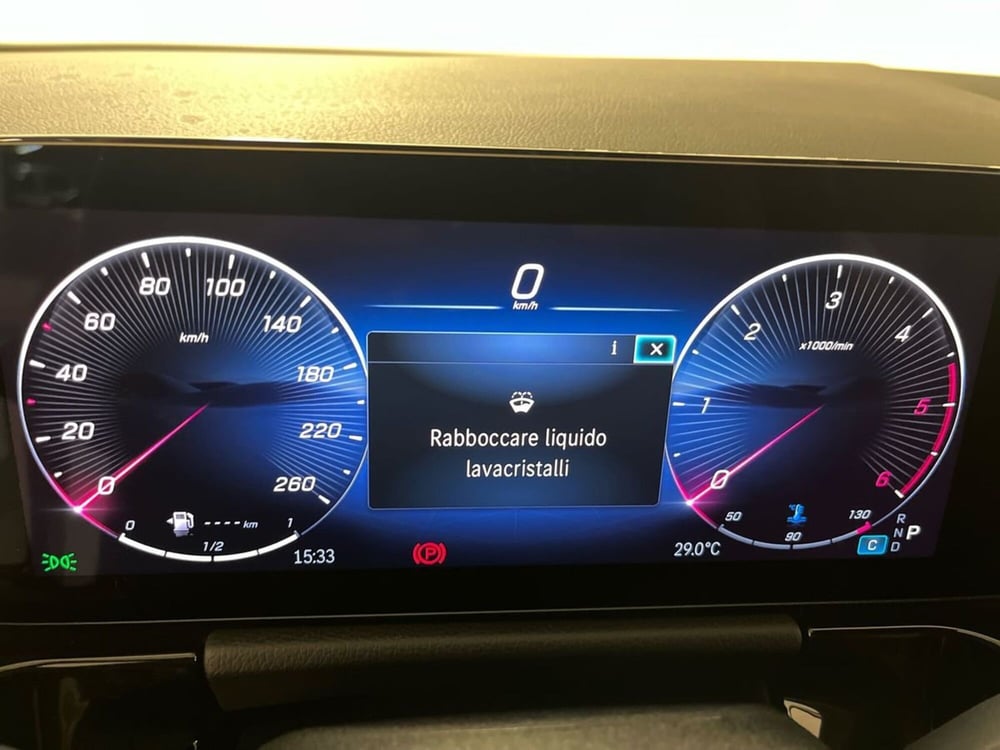 80
100
60
140
40
180
20
220
0
260
km/h
0
1/2
1
---- km
15:33
0
km/h
i
X
Rabboccare liquido
lavacristalli
P
29.0°C
0
1
2
3
4
5
6
x1000/min
50
90
130
°C
C
R
N
D
P